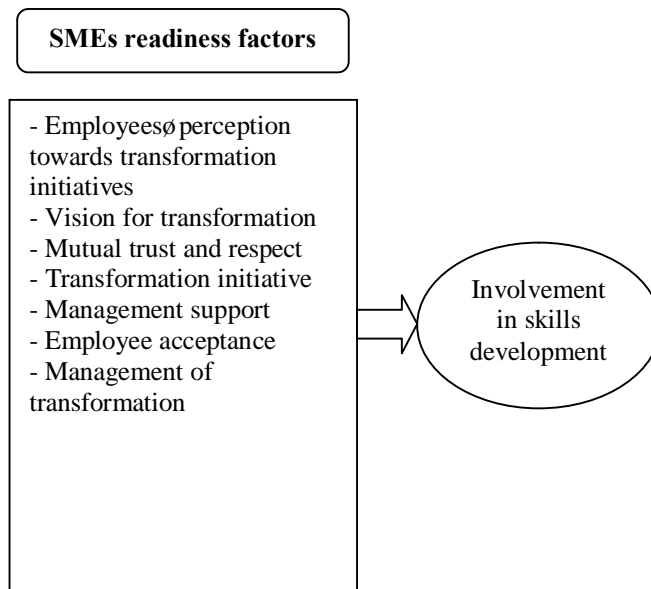 SMEs readiness factors
- Employeesø perception
towards transformation
initiatives
- Vision for transformation
- Mutual trust and respect
- Transformation initiative
- Management support
- Employee acceptance
- Management of
transformation
Involvement
in skills
development